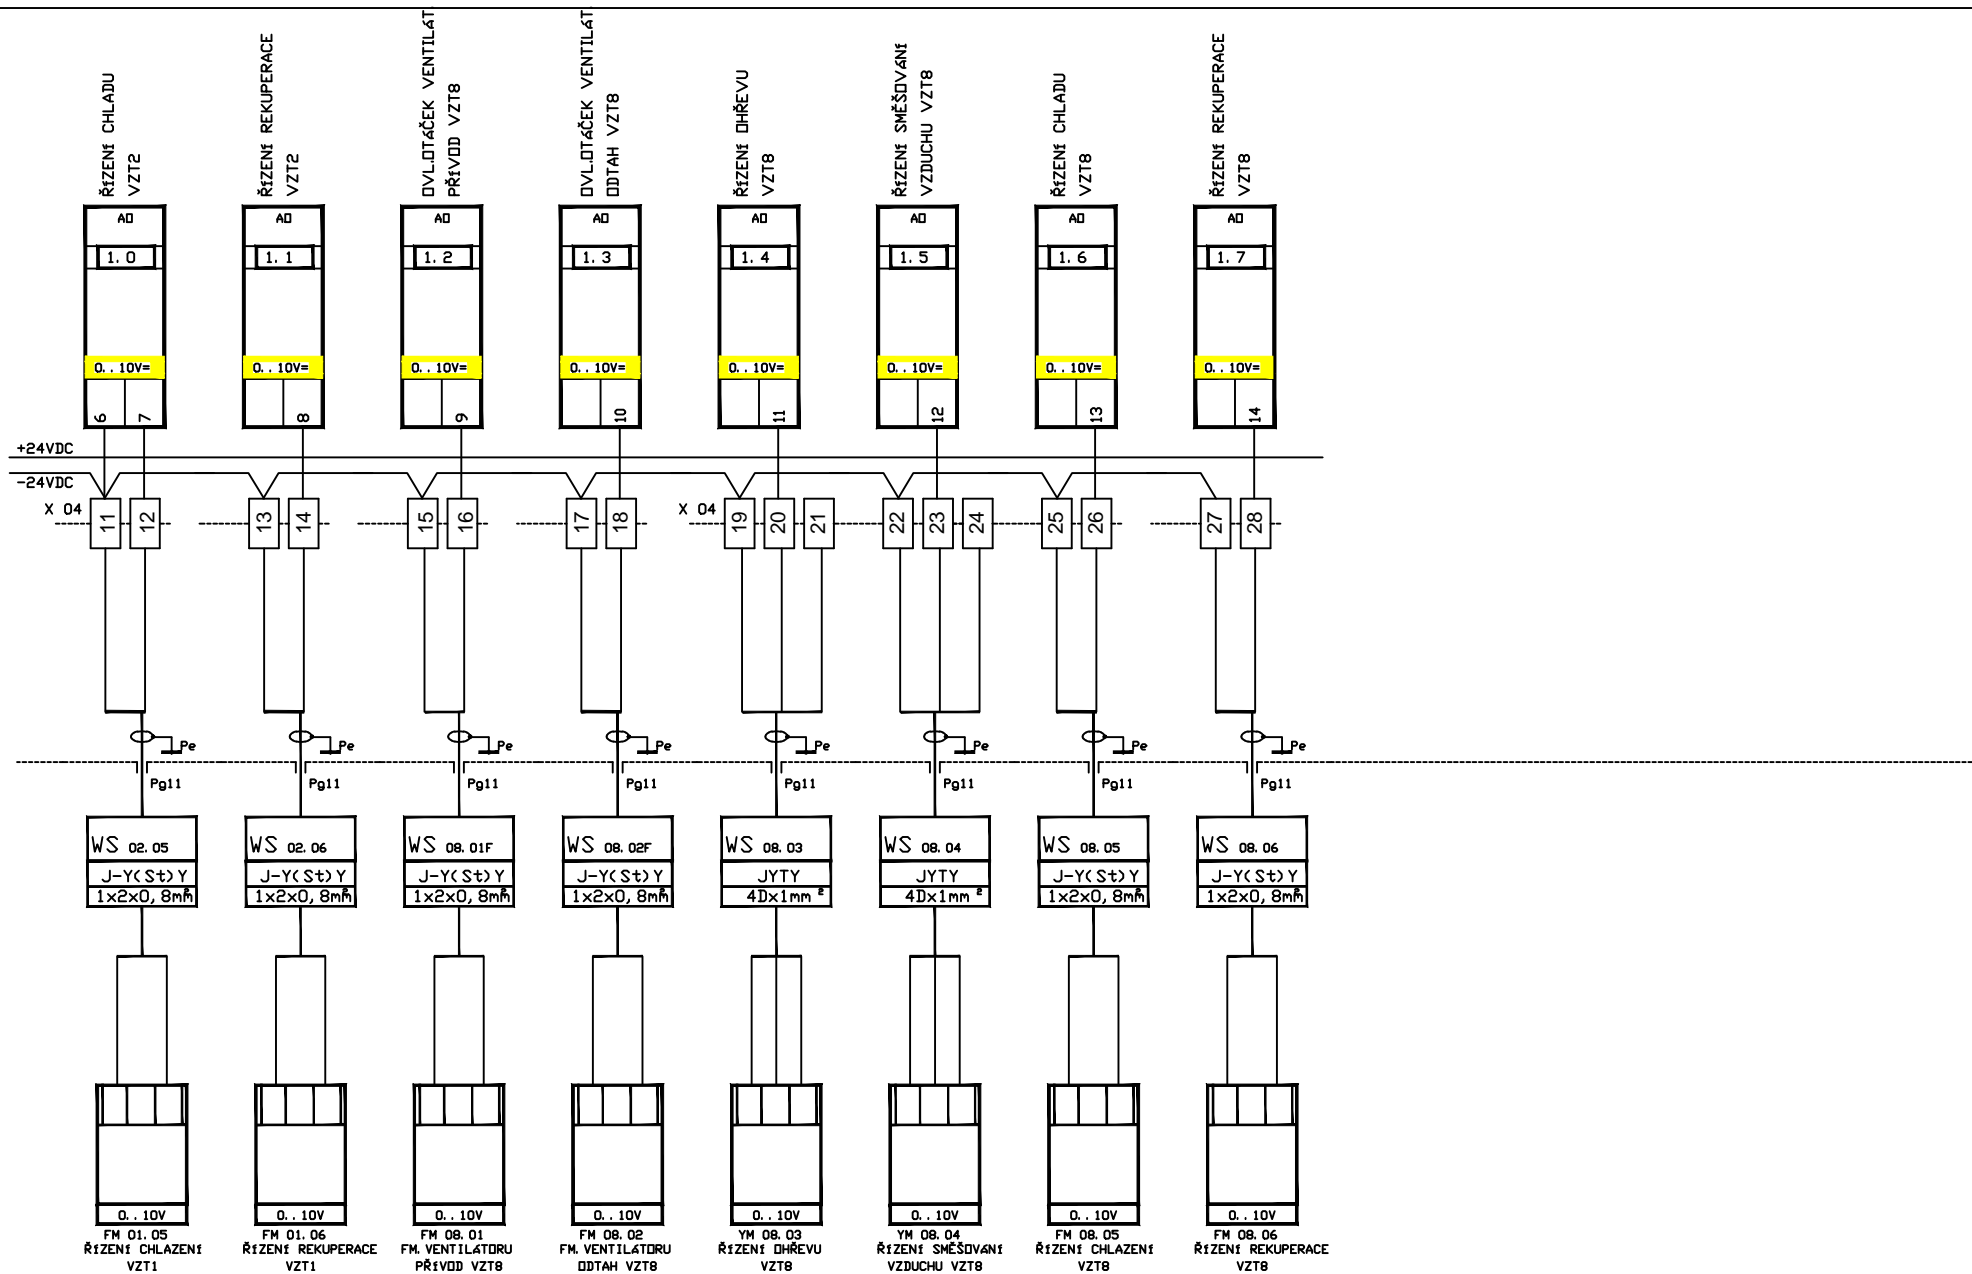 ŘÍZENÍ CHLADU
VZT2
ŘÍZENÍ REKUPERACE
VZT2
OVL.OTÁČEK VENTILÁT
PŘÍVOD VZT8
OVL.OTÁČEK VENTILÁT
ODTAH VZT8
ŘÍZENÍ OHŘEVU
VZT8
ŘÍZENÍ SMĚŠOVÁNÍ
VZDUCHU VZT8
ŘÍZENÍ CHLADU
VZT8
ŘÍZENÍ REKUPERACE
VZT8
AO AO AO AO AO AO AO AO
1.0 1.1 1.2 1.3 1.4 1.5 1.6 1.7
0..10V= 0..10V= 0..10V= 0..10V= 0..10V= 0..10V= 0..10V= 0..10V=
6 7 8 9 10 11 12 13 14
+24VDC
-24VDC
X 04 11 12 13 14 15 16 17 18 X 04 19 20 21 22 23 24 25 26 27 28
Pe Pe Pe Pe Pe Pe Pe Pe
Pg11 Pg11 Pg11 Pg11 Pg11 Pg11 Pg11 Pg11
WS 02.05 WS 02.06 WS 08.01F WS 08.02F WS 08.03 WS 08.04 WS 08.05 WS 08.06
J-Y(St)Y J-Y(St)Y J-Y(St)Y J-Y(St)Y JYTY JYTY J-Y(St)Y J-Y(St)Y
1x2x0,8mm² 1x2x0,8mm² 1x2x0,8mm² 1x2x0,8mm² 4Dx1mm² 4Dx1mm² 1x2x0,8mm² 1x2x0,8mm²
0..10V 0..10V 0..10V 0..10V 0..10V 0..10V 0..10V 0..10V
FM 01.05
ŘÍZENÍ CHLAZENÍ
VZT1
FM 01.06
ŘÍZENÍ REKUPERACE
VZT1
FM 08.01
FM.VENTILÁTORU
PŘÍVOD VZT8
FM 08.02
FM.VENTILÁTORU
ODTAH VZT8
YM 08.03
ŘÍZENÍ OHŘEVU
VZT8
YM 08.04
ŘÍZENÍ SMĚŠOVÁNÍ
VZDUCHU VZT8
FM 08.05
ŘÍZENÍ CHLAZENÍ
VZT8
FM 08.06
ŘÍZENÍ REKUPERACE
VZT8